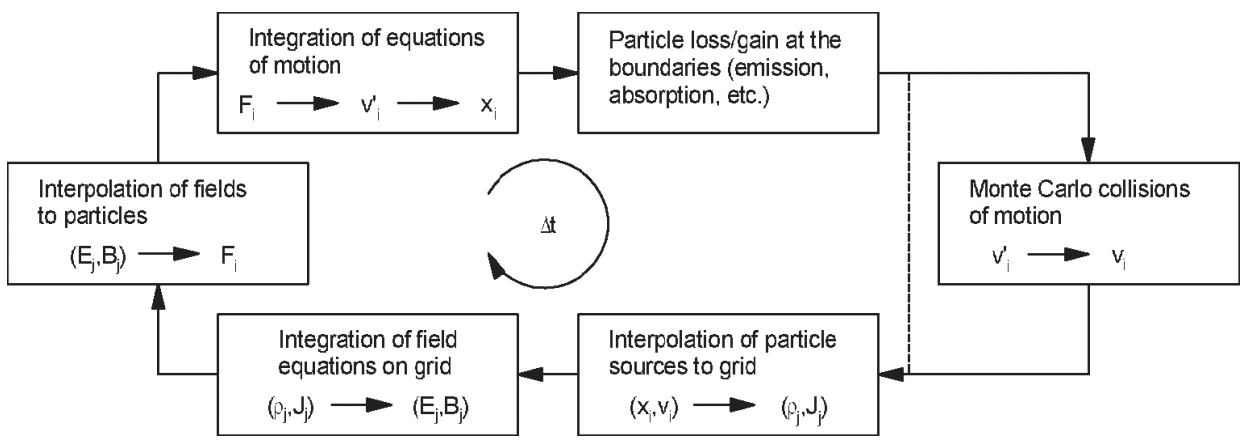 Integration of equations
of motion
F_i → v'_i → x_i
Particle loss/gain at the
boundaries (emission,
absorption, etc.)
Interpolation of fields
to particles
(E_j,B_j) → F_i
Δt
Monte Carlo collisions
of motion
v'_i → v_i
Integration of field
equations on grid
(ρ_j,J_j) → (E_j,B_j)
Interpolation of particle
sources to grid
(x_i,v_i) → (ρ_j,J_j)